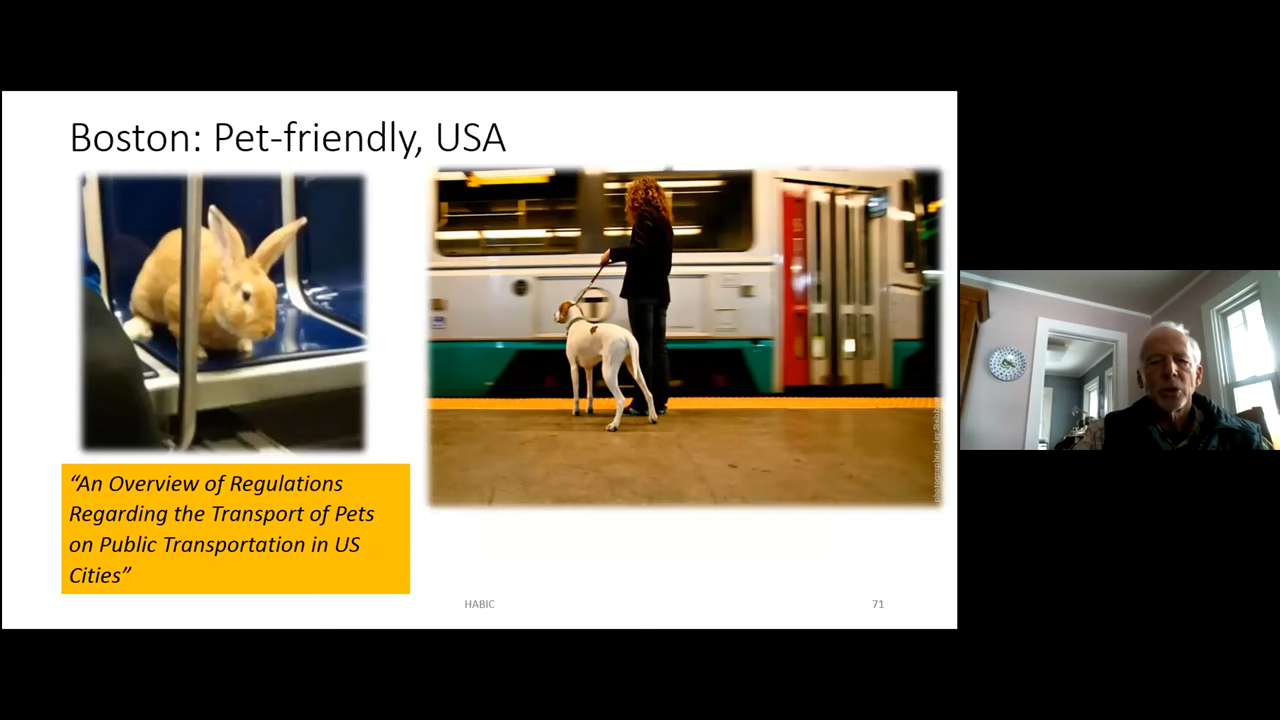 Boston: Pet-friendly, USA
T
“An Overview of Regulations
Regarding the Transport of Pets
on Public Transportation in US
Cities”
HABIC
71